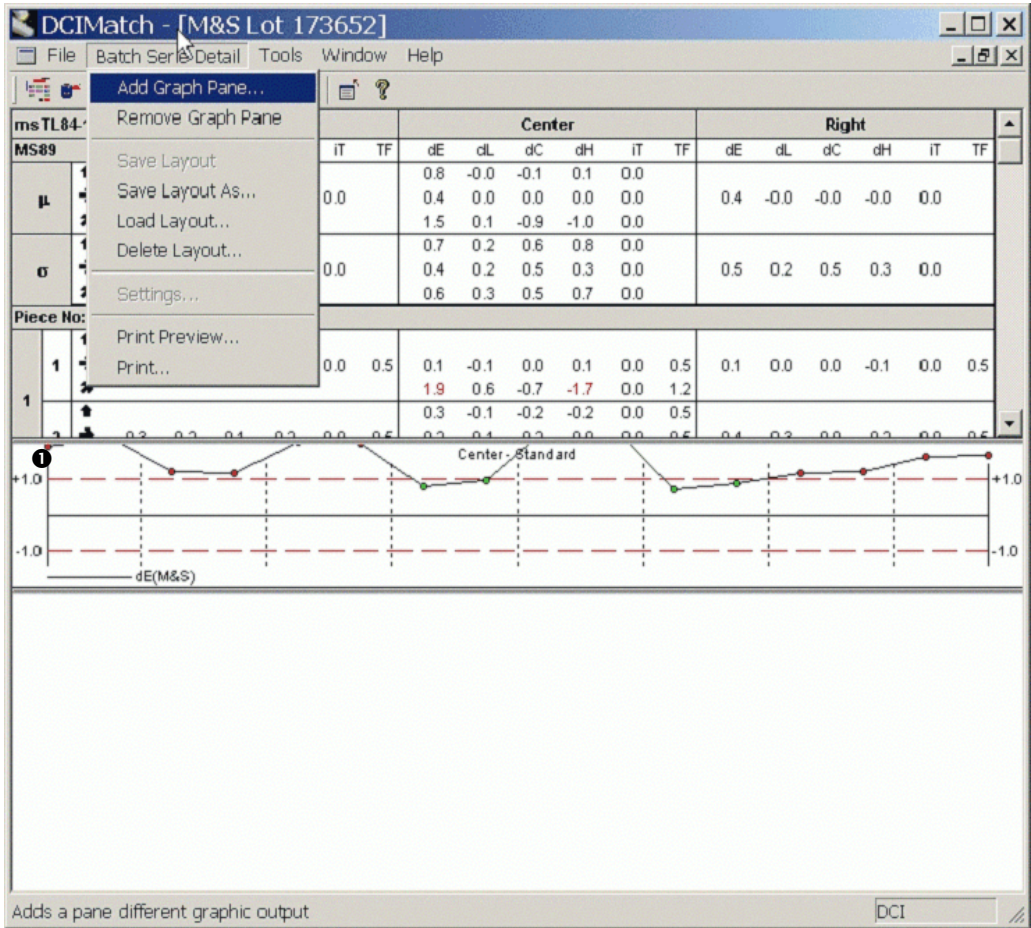 DCIMatch - [M&S Lot 173652]
File Batch Serie Detail Tools Window Help
Add Graph Pane...
Remove Graph Pane
Save Layout
Save Layout As...
Load Layout...
Delete Layout...
Settings...
Print Preview...
Print...
msTL84- Center Right
MS89 iT TF dE dL dC dH iT TF dE dL dC dH iT TF
0.8 -0.0 -0.1 0.1 0.0
μ 0.0 0.4 0.0 0.0 0.0 0.0 0.4 -0.0 -0.0 -0.0 0.0
1.5 0.1 -0.9 -1.0 0.0
0.7 0.2 0.6 0.8 0.0
σ 0.0 0.4 0.2 0.5 0.3 0.0 0.5 0.2 0.5 0.3 0.0
0.6 0.3 0.5 0.7 0.0
Piece No:
1 0.0 0.5 0.1 -0.1 0.0 0.1 0.0 0.5 0.1 0.0 0.0 -0.1 0.0 0.5
1.9 0.6 -0.7 -1.7 0.0 1.2
1
0.3 -0.1 -0.2 -0.2 0.0 0.5
❶
Center - Standard
+1.0 +1.0
-1.0 -1.0
dE(M&S)
Adds a pane different graphic output DCI